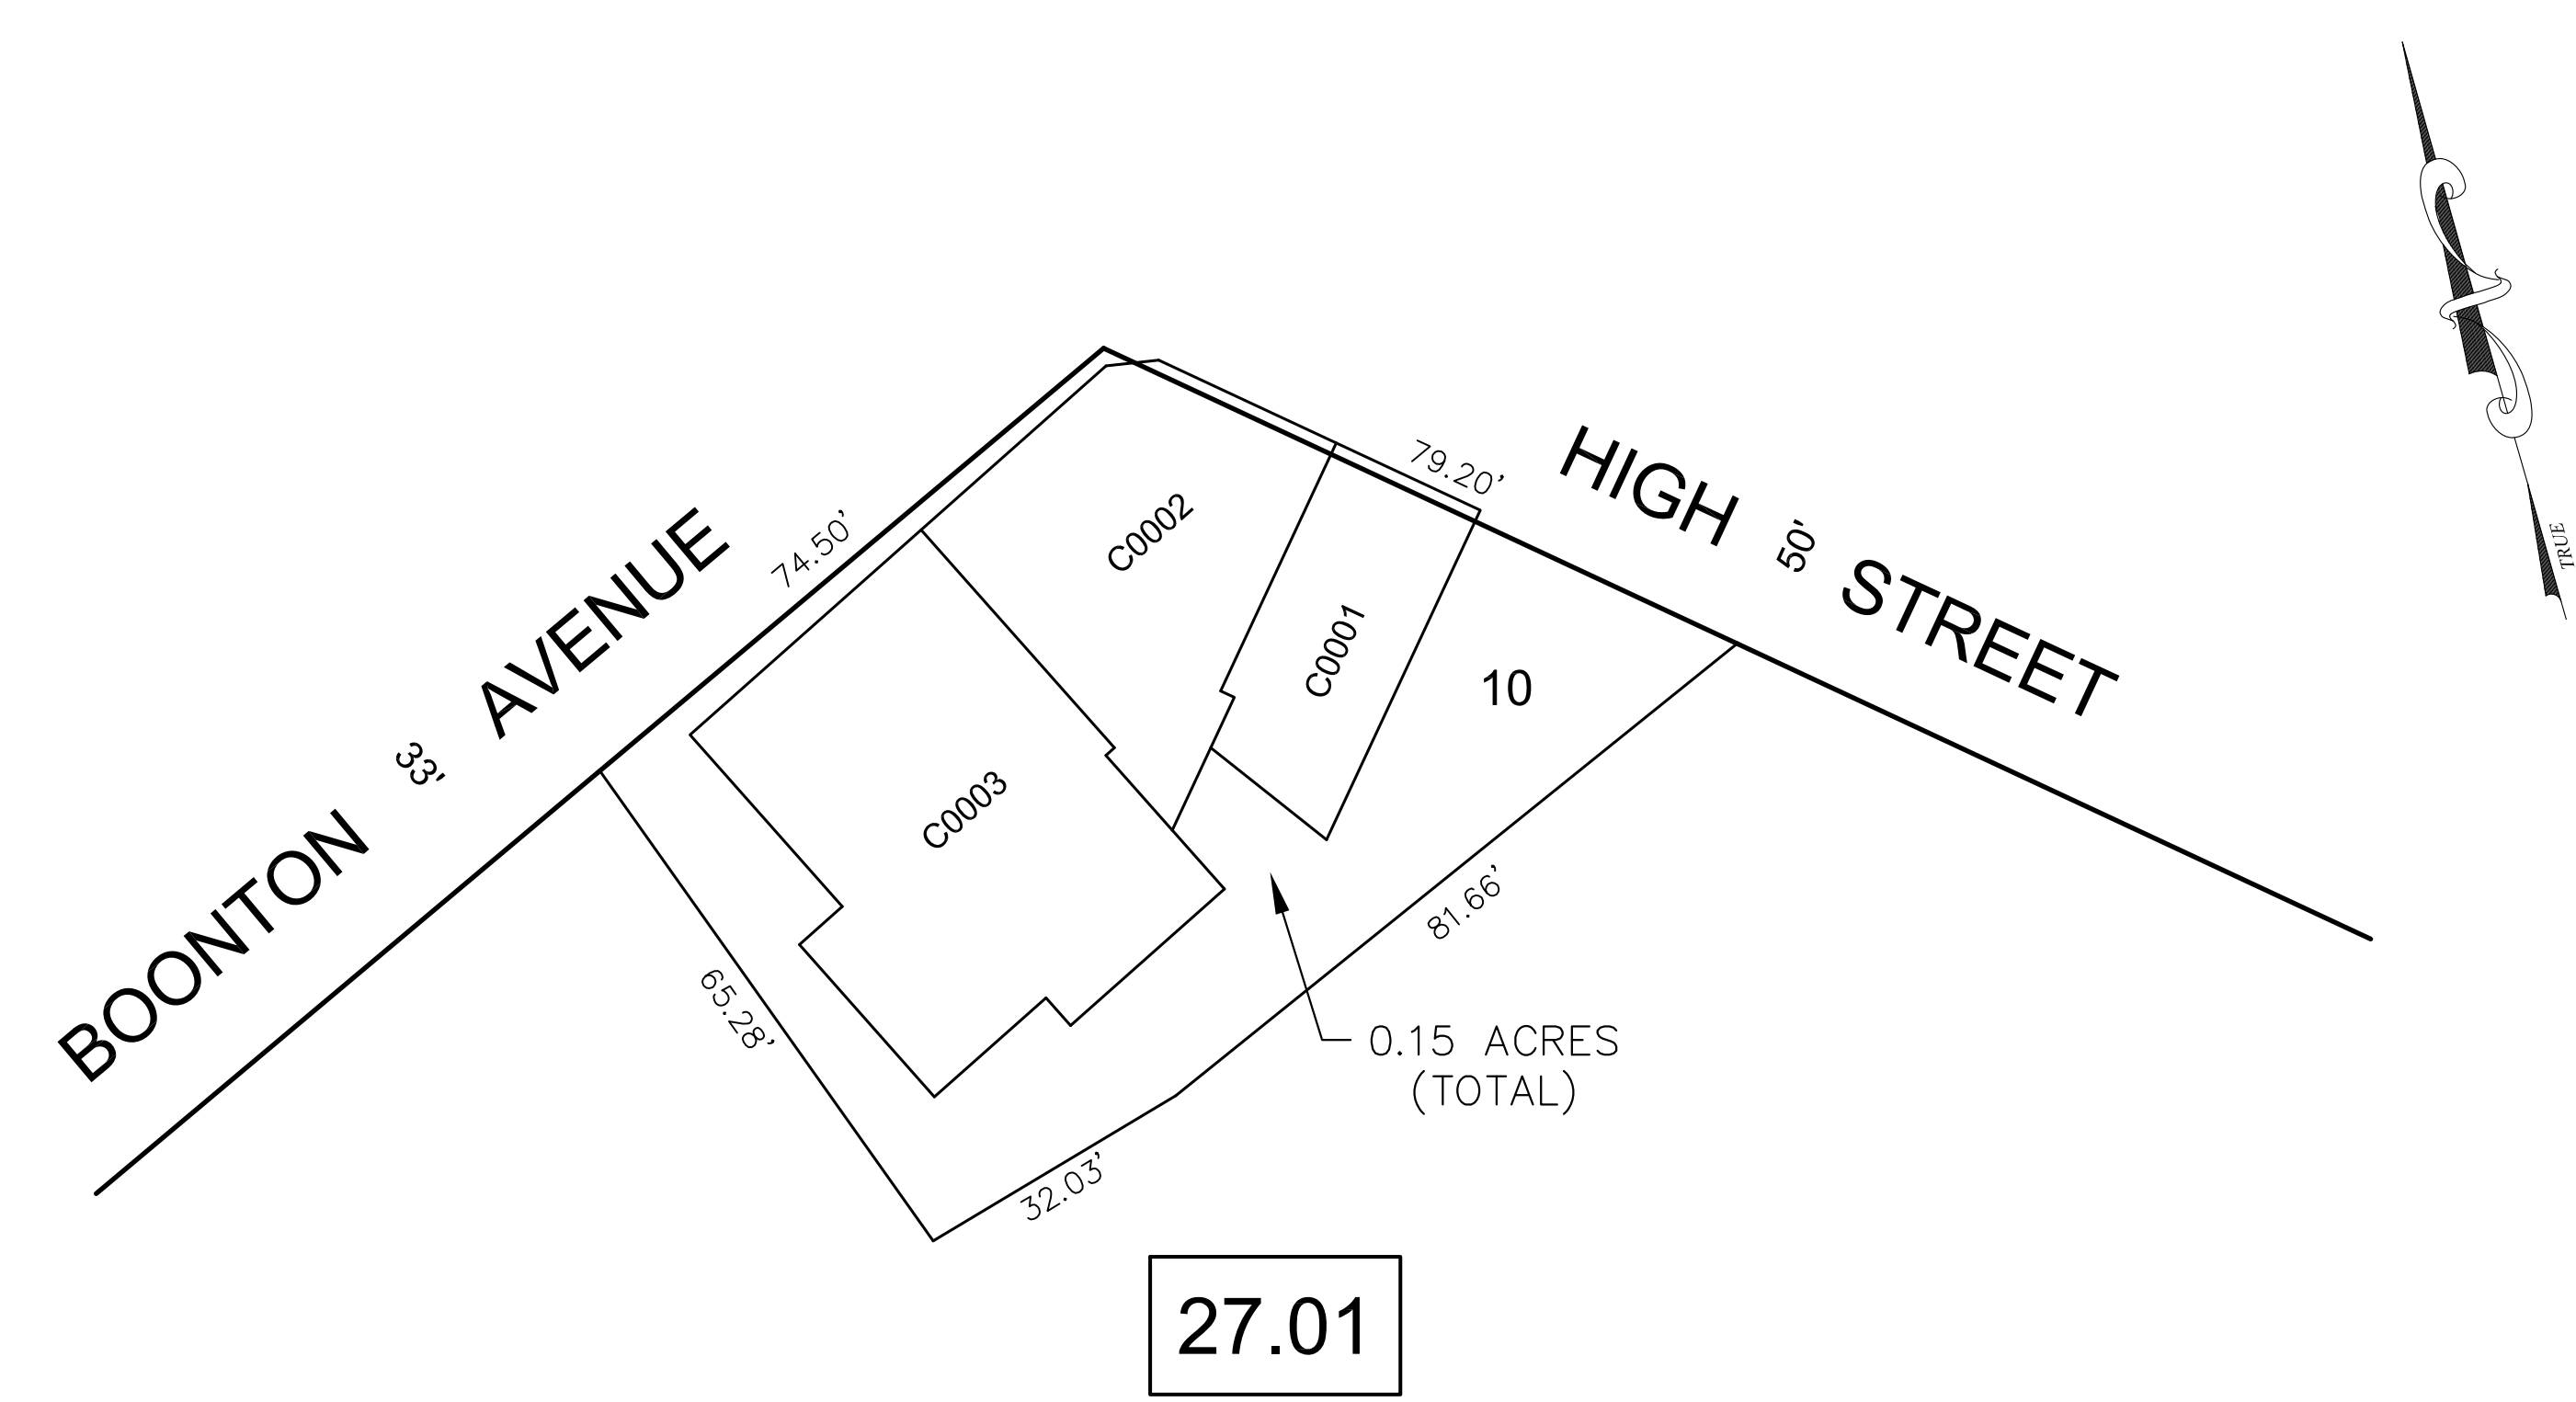 TRUE
BOONTON 33' AVENUE
74.50'
79.20'
HIGH 50' STREET
C0002
C0001
10
C0003
81.66'
65.28'
0.15 ACRES
(TOTAL)
32.03'
27.01